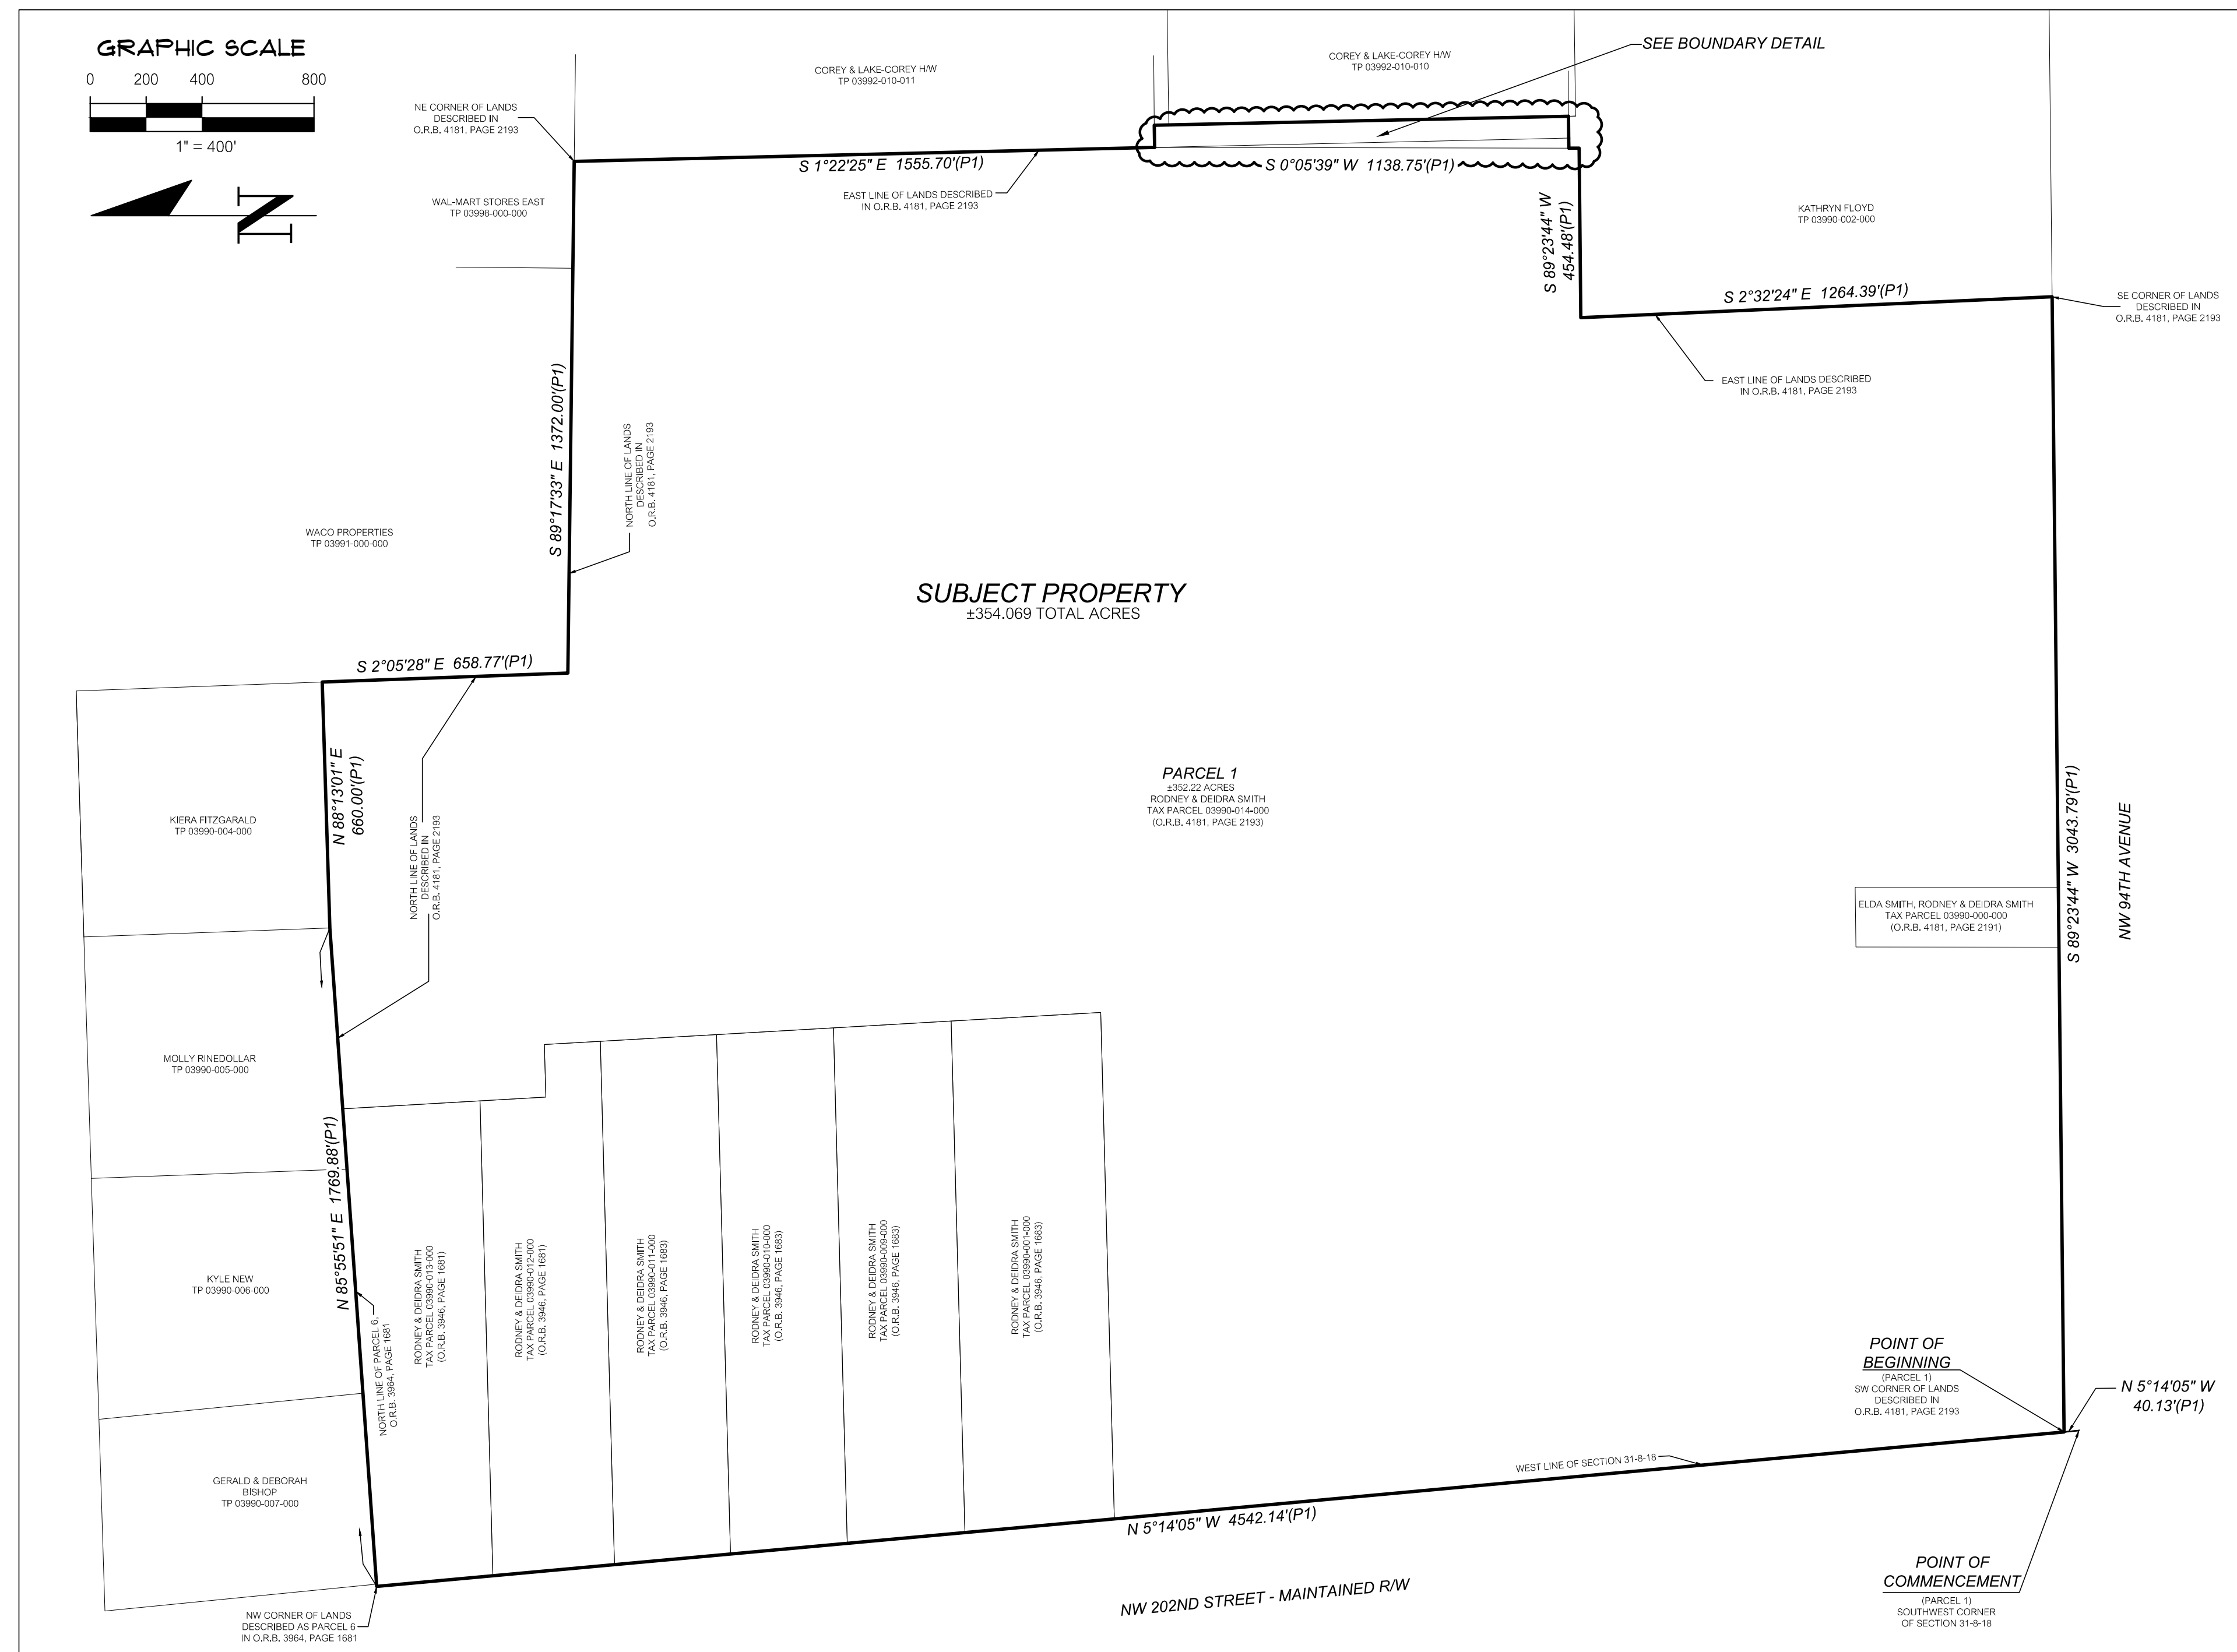 GRAPHIC SCALE
0 200 400 800
1" = 400'
N
NE CORNER OF LANDS
DESCRIBED IN
O.R.B. 4181, PAGE 2193
COREY & LAKE-COREY H/W
TP 03992-010-011
COREY & LAKE-COREY H/W
TP 03992-010-010
SEE BOUNDARY DETAIL
S 1°22'25" E 1555.70'(P1)
S 0°05'39" W 1138.75'(P1)
WAL-MART STORES EAST
TP 03998-000-000
EAST LINE OF LANDS DESCRIBED
IN O.R.B. 4181, PAGE 2193
S 89°23'44" W
454.48'(P1)
KATHRYN FLOYD
TP 03990-002-000
S 2°32'24" E 1264.39'(P1)
SE CORNER OF LANDS
DESCRIBED IN
O.R.B. 4181, PAGE 2193
EAST LINE OF LANDS DESCRIBED
IN O.R.B. 4181, PAGE 2193
S 89°17'33" E 1372.00'(P1)
NORTH LINE OF LANDS
DESCRIBED IN
O.R.B. 4181, PAGE 2193
WACO PROPERTIES
TP 03991-000-000
SUBJECT PROPERTY
±354.069 TOTAL ACRES
S 2°05'28" E 658.77'(P1)
N 88°13'01" E
660.00'(P1)
KIERA FITZGARALD
TP 03990-004-000
NORTH LINE OF LANDS
DESCRIBED IN
O.R.B. 4181, PAGE 2193
PARCEL 1
±352.22 ACRES
RODNEY & DEIDRA SMITH
TAX PARCEL 03990-014-000
(O.R.B. 4181, PAGE 2193)
S 89°23'44" W 3043.79'(P1)
NW 94TH AVENUE
ELDA SMITH, RODNEY & DEIDRA SMITH
TAX PARCEL 03990-000-000
(O.R.B. 4181, PAGE 2191)
MOLLY RINEDOLLAR
TP 03990-005-000
N 85°55'51" E 1769.88'(P1)
KYLE NEW
TP 03990-006-000
NORTH LINE OF PARCEL 6,
O.R.B. 3964, PAGE 1681
RODNEY & DEIDRA SMITH
TAX PARCEL 03990-013-000
(O.R.B. 3946, PAGE 1681)
RODNEY & DEIDRA SMITH
TAX PARCEL 03990-012-000
(O.R.B. 3946, PAGE 1681)
RODNEY & DEIDRA SMITH
TAX PARCEL 03990-011-000
(O.R.B. 3946, PAGE 1683)
RODNEY & DEIDRA SMITH
TAX PARCEL 03990-010-000
(O.R.B. 3946, PAGE 1683)
RODNEY & DEIDRA SMITH
TAX PARCEL 03990-009-000
(O.R.B. 3946, PAGE 1683)
RODNEY & DEIDRA SMITH
TAX PARCEL 03990-001-000
(O.R.B. 3946, PAGE 1683)
POINT OF
BEGINNING
(PARCEL 1)
SW CORNER OF LANDS
DESCRIBED IN
O.R.B. 4181, PAGE 2193
N 5°14'05" W
40.13'(P1)
GERALD & DEBORAH
BISHOP
TP 03990-007-000
WEST LINE OF SECTION 31-8-18
N 5°14'05" W 4542.14'(P1)
NW 202ND STREET - MAINTAINED R/W
POINT OF
COMMENCEMENT
(PARCEL 1)
SOUTHWEST CORNER
OF SECTION 31-8-18
NW CORNER OF LANDS
DESCRIBED AS PARCEL 6
IN O.R.B. 3964, PAGE 1681